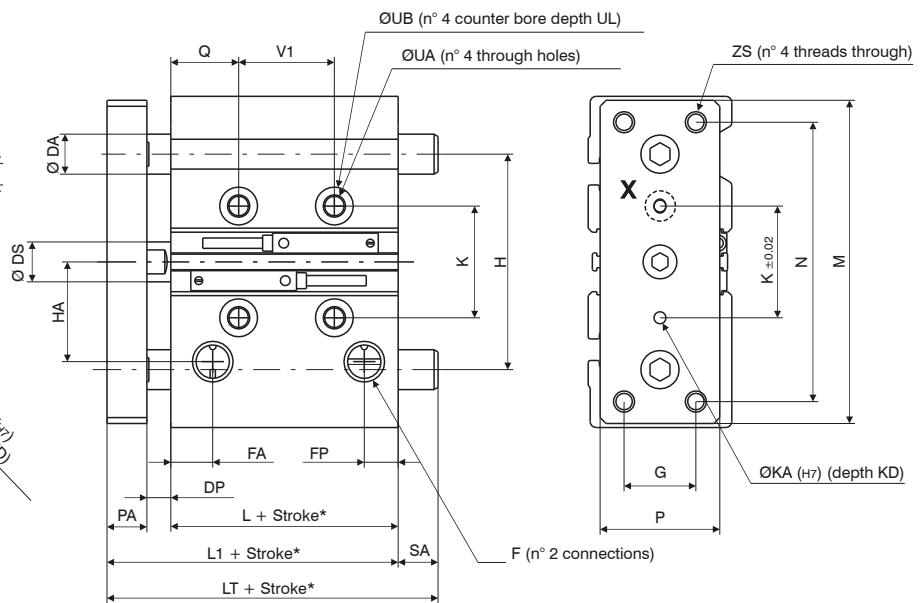 ØUB (n° 4 counter bore depth UL)
Q
V1
ØUA (n° 4 through holes)
ZS (n° 4 threads through)
Ø DA
X
Ø DS
HA
K
H
K ±0.02
N
M
FA
FP
G
ØKA (H7) (depth KD)
DP
PA
L + Stroke*
P
L1 + Stroke*
SA
F (n° 2 connections)
LT + Stroke*